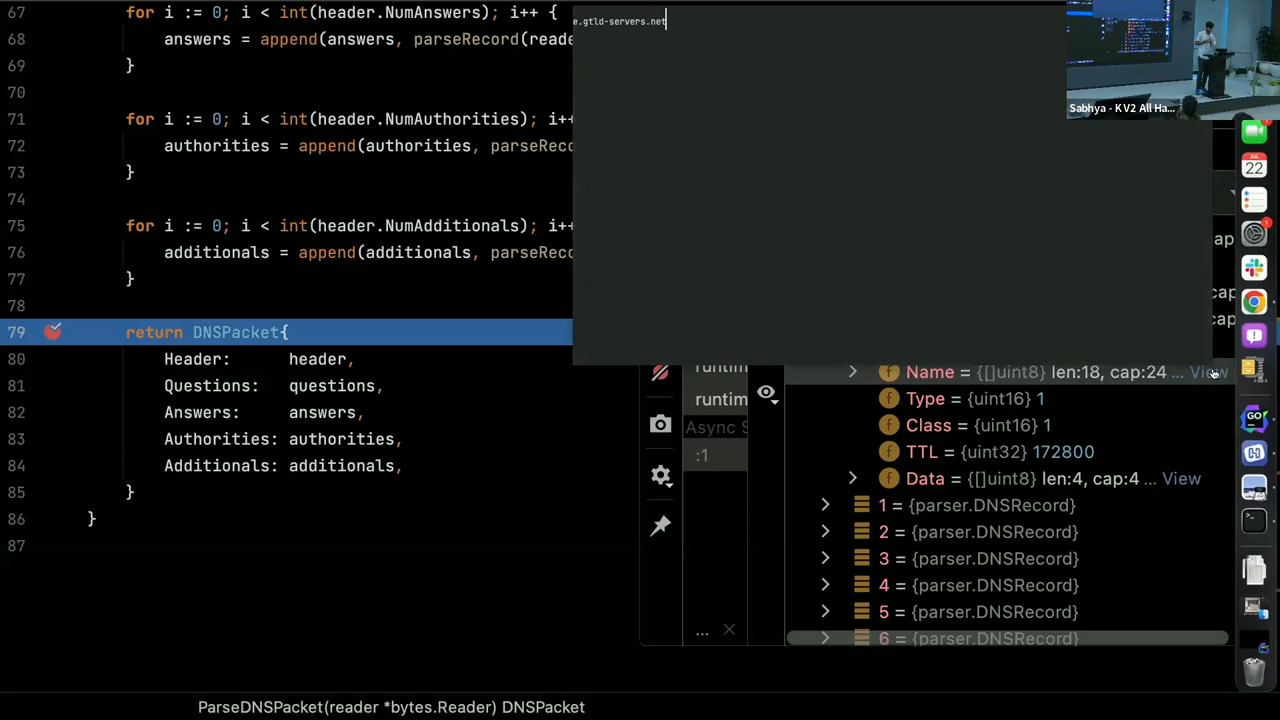 67 for i := 0; i < int(header.NumAnswers); i++ {
68 answers = append(answers, parseRecord(reade
69 }
70
71 for i := 0; i < int(header.NumAuthorities); i++
72 authorities = append(authorities, parseReco
73 }
74
75 for i := 0; i < int(header.NumAdditionals); i++
76 additionals = append(additionals, parseReco
77 }
78
79 return DNSPacket{
80 Header: header,
81 Questions: questions,
82 Answers: answers,
83 Authorities: authorities,
84 Additionals: additionals,
85 }
86 }
87
e.gtld-servers.net
Sabhya - KV2 All Ha...
JUL
22
cap
cap
cap
runtim
runtim
Async S
:1
...
Name = {[]uint8} len:18, cap:24 ... View
Type = {uint16} 1
Class = {uint16} 1
TTL = {uint32} 172800
Data = {[]uint8} len:4, cap:4 ... View
1 = {parser.DNSRecord}
2 = {parser.DNSRecord}
3 = {parser.DNSRecord}
4 = {parser.DNSRecord}
5 = {parser.DNSRecord}
6 = {parser.DNSRecord}
GO
ParseDNSPacket(reader *bytes.Reader) DNSPacket